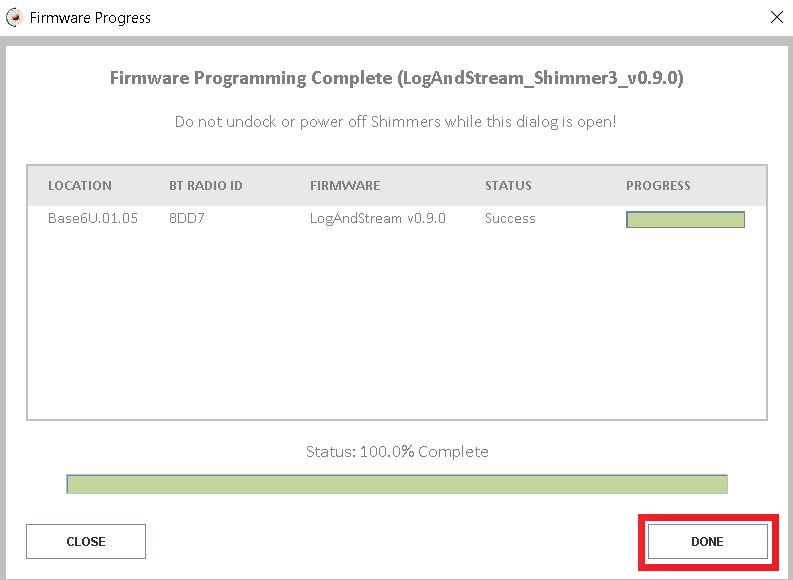 Firmware Progress
Firmware Programming Complete (LogAndStream_Shimmer3_v0.9.0)
Do not undock or power off Shimmers while this dialog is open!
LOCATION BT RADIO ID FIRMWARE STATUS PROGRESS
Base6U.01.05 8DD7 LogAndStream v0.9.0 Success
Status: 100.0% Complete
CLOSE DONE